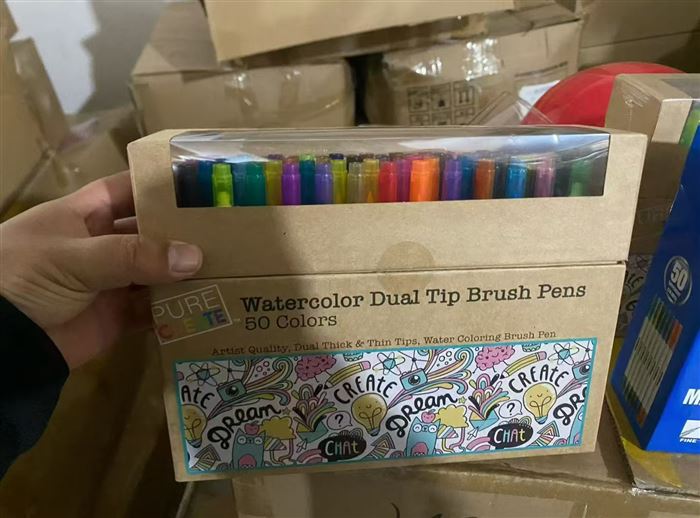 PURE
CREATE
Watercolor Dual Tip Brush Pens
50 Colors
Artist Quality, Dual Thick & Thin Tips, Water Coloring Brush Pen
CREATE
Dream
CHAt
CREATE
Dream
CHAt
50
M
FINE